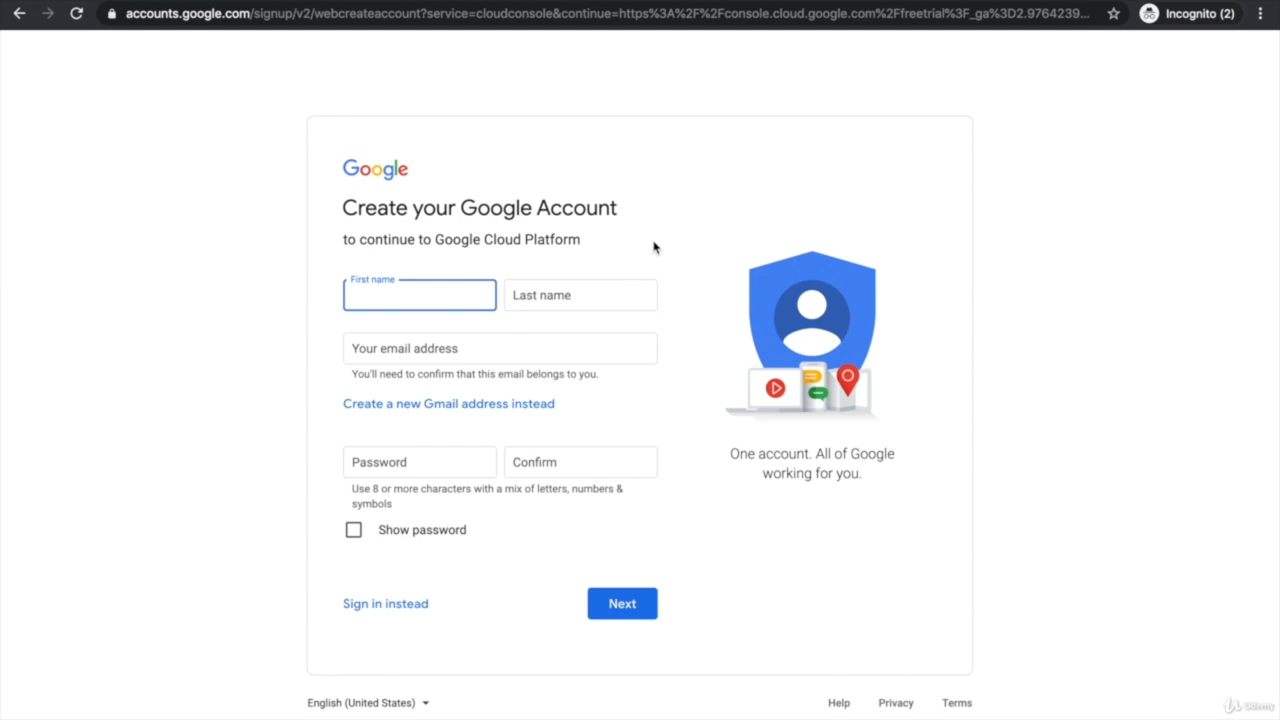 accounts.google.com/signup/v2/webcreateaccount?service=cloudconsole&continue=https%3A%2F%2Fconsole.cloud.google.com%2Ffreetrial%3F_ga%3D2.9764239...
Incognito (2)
Google
Create your Google Account
to continue to Google Cloud Platform
First name
Last name
Your email address
You'll need to confirm that this email belongs to you.
Create a new Gmail address instead
Password
Confirm
Use 8 or more characters with a mix of letters, numbers &
symbols
Show password
One account. All of Google
working for you.
Sign in instead
Next
English (United States)
Help
Privacy
Terms
Udemy